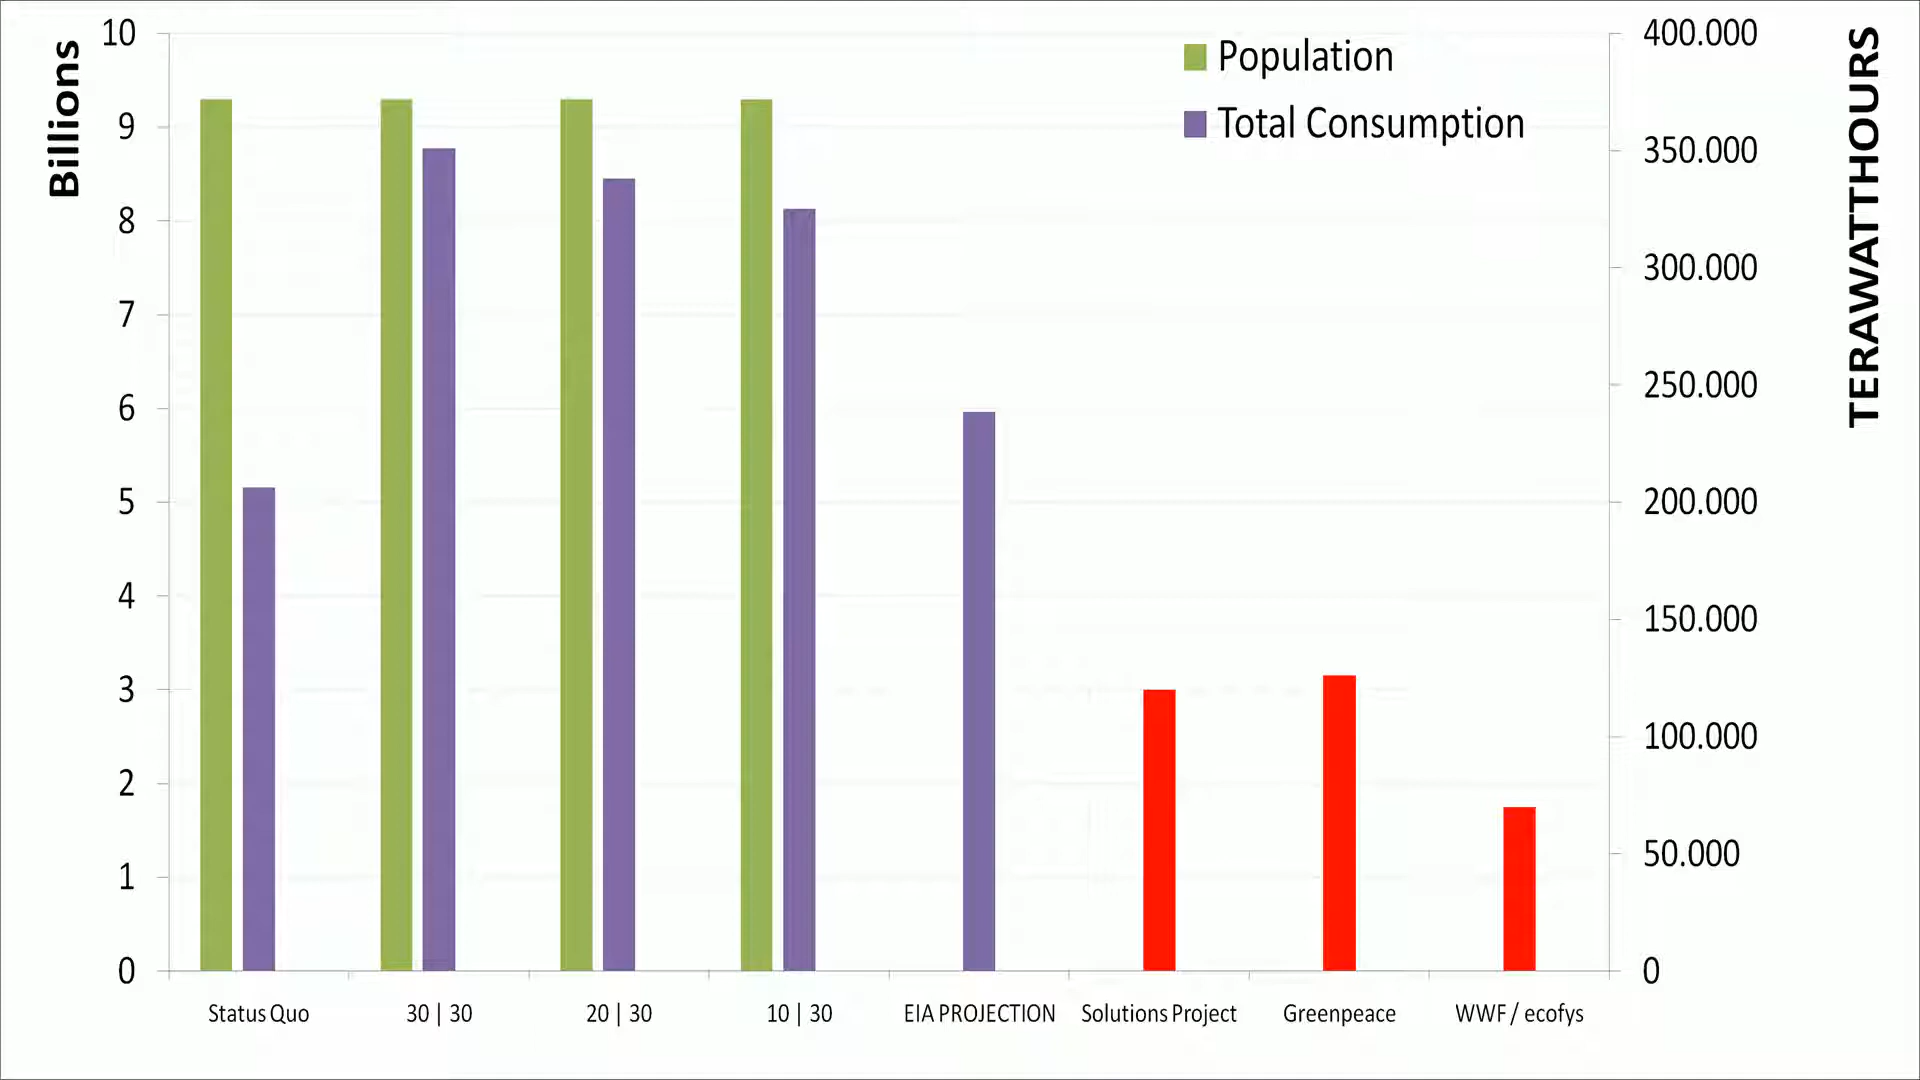 Billions
10
9
8
7
6
5
4
3
2
1
0
Population
Total Consumption
400.000
350.000
300.000
250.000
200.000
150.000
100.000
50.000
0
TERAWATTHOURS
Status Quo
30 | 30
20 | 30
10 | 30
EIA PROJECTION
Solutions Project
Greenpeace
WWF / ecofys